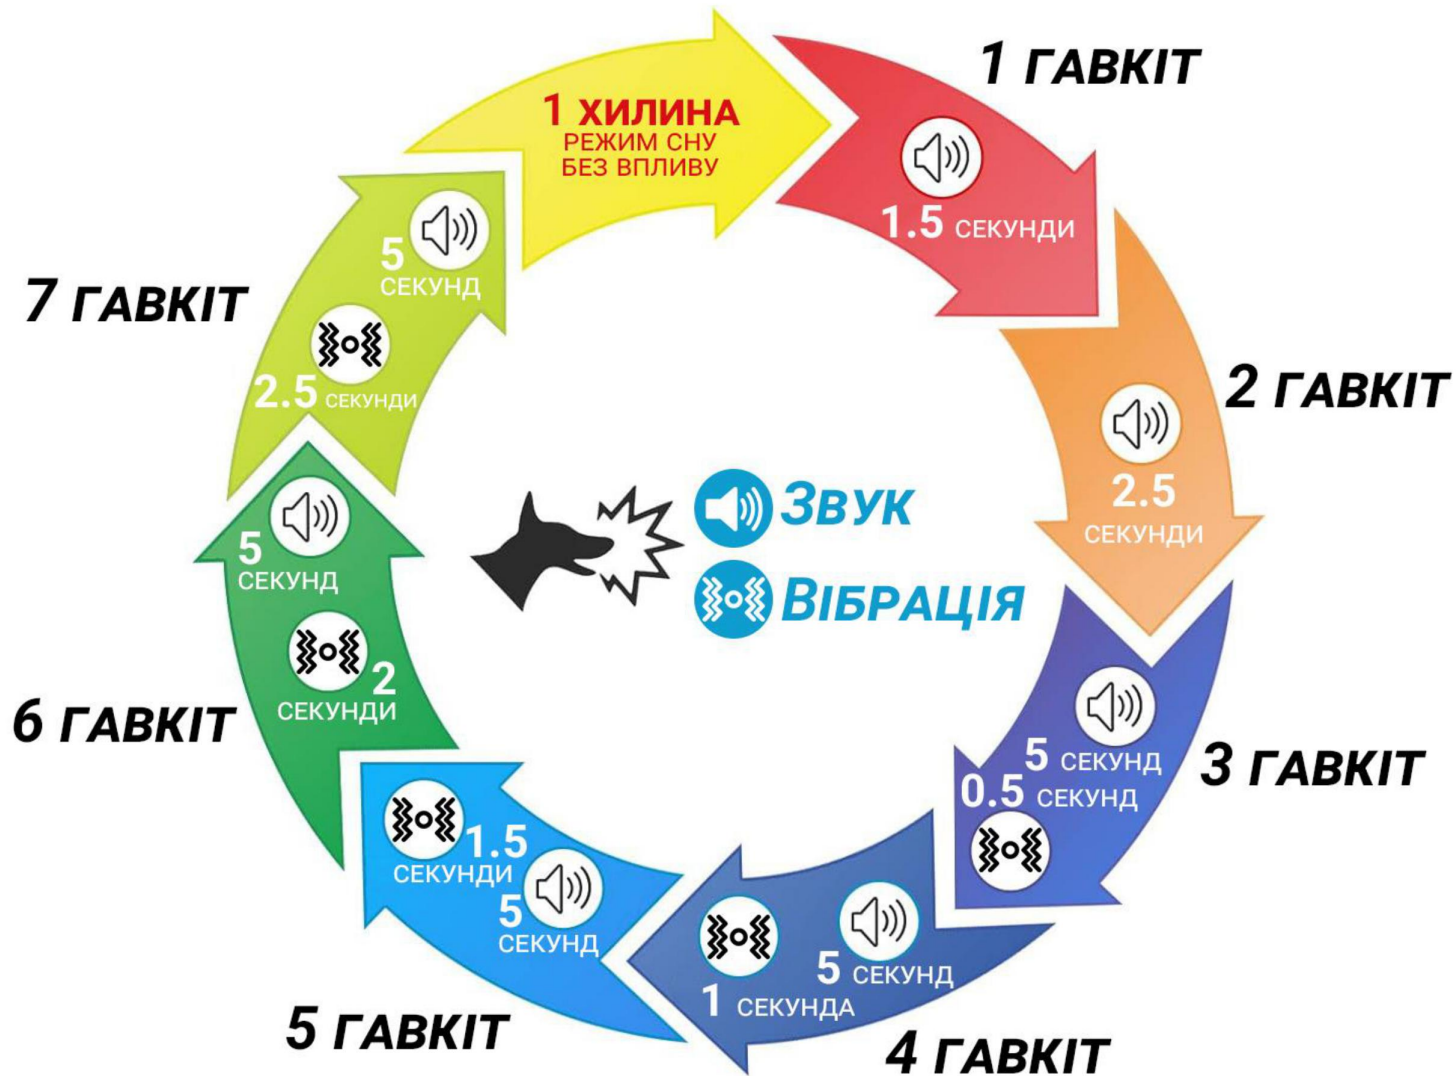 1 ХИЛИНА
РЕЖИМ СНУ
БЕЗ ВПЛИВУ
1 ГАВКІТ
1.5 СЕКУНДИ
2 ГАВКІТ
2.5
СЕКУНДИ
3 ГАВКІТ
5 СЕКУНД
0.5 СЕКУНД
4 ГАВКІТ
5 СЕКУНД
1 СЕКУНДА
5 ГАВКІТ
5
СЕКУНД
1.5
СЕКУНДИ
6 ГАВКІТ
2
СЕКУНДИ
5
СЕКУНД
7 ГАВКІТ
2.5 СЕКУНДИ
5
СЕКУНД
ЗВУК
ВІБРАЦІЯ